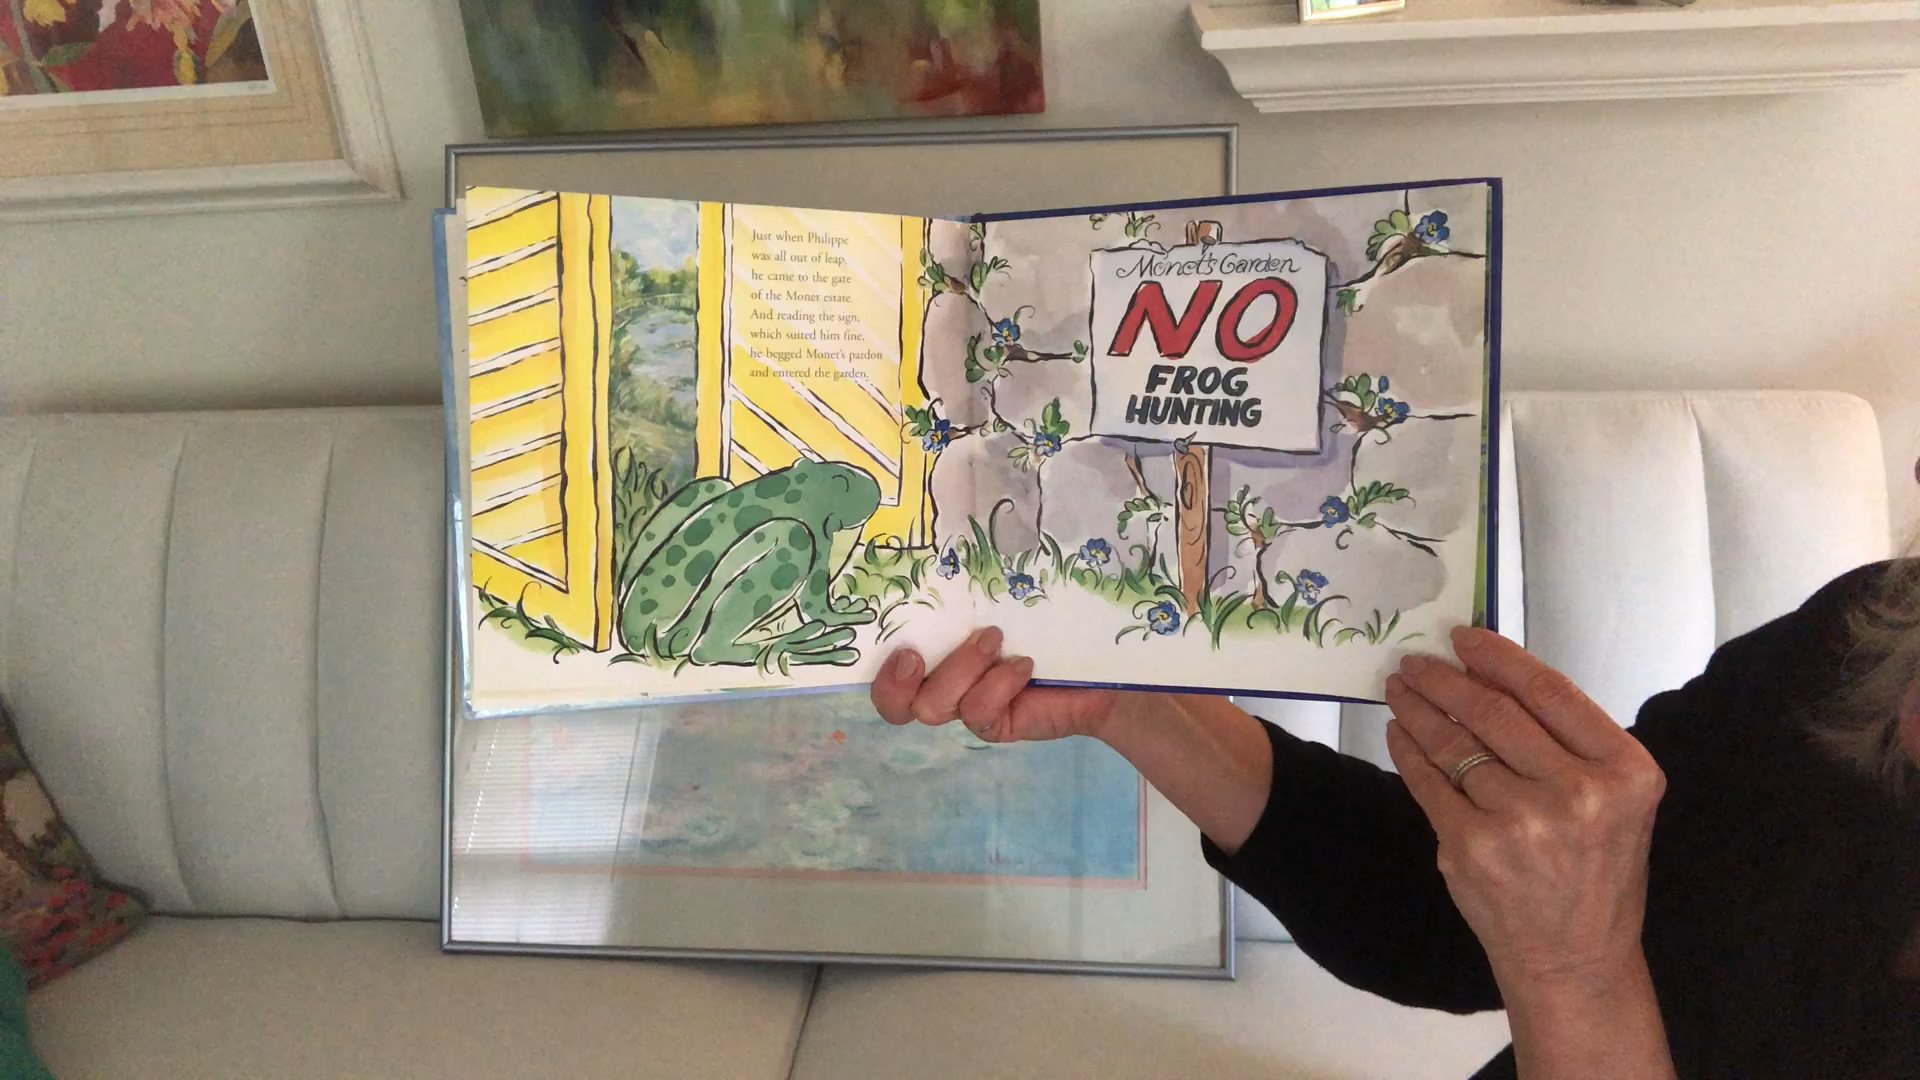 Just when Philippe
was all out of leap,
he came to the gate
of the Monet estate.
And reading the sign,
which suited him fine,
he begged Monet's pardon
and entered the garden.
Monet's Garden
NO
FROG
HUNTING